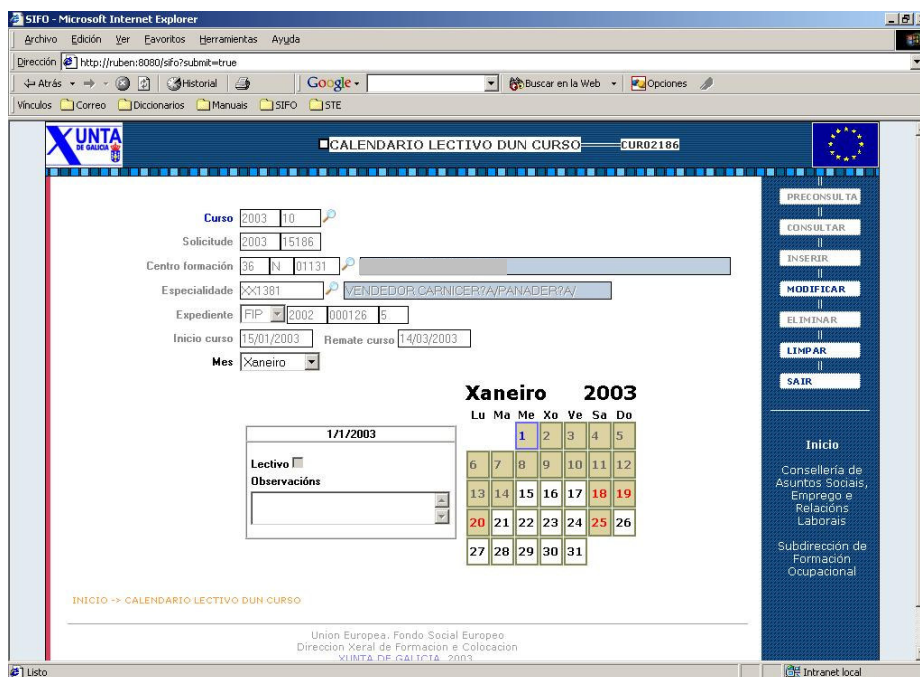 SIFO - Microsoft Internet Explorer
Archivo Edición Ver Favoritos Herramientas Ayuda
Dirección http://ruben:8080/sifo?submit=true
Atrás Historial Google Buscar en la Web Opciones
Vínculos Correo Diccionarios Manuais SIFO STE
XUNTA DE GALICIA
CALENDARIO LECTIVO DUN CURSO CUR02186
PRECONSULTA
CONSULTAR
INSERIR
MODIFICAR
ELIMINAR
LIMPAR
SAIR
Inicio
Consellería de
Asuntos Sociais,
Emprego e
Relacións
Laborais
Subdirección de
Formación
Ocupacional
Curso 2003 10
Solicitude 2003 15186
Centro formación 36 N 01131
Especialidade XX1381 VENDEDOR CARNICER?A/PANADER?A/
Expediente FIP 2002 000126 5
Inicio curso 15/01/2003 Remate curso 14/03/2003
Mes Xaneiro
Xaneiro 2003
Lu Ma Me Xo Ve Sa Do
1 2 3 4 5
6 7 8 9 10 11 12
13 14 15 16 17 18 19
20 21 22 23 24 25 26
27 28 29 30 31
1/1/2003
Lectivo
Observacións
INICIO -> CALENDARIO LECTIVO DUN CURSO
Union Europea. Fondo Social Europeo
Direccion Xeral de Formacion e Colocacion
XUNTA DE GALICIA, 2003
Listo Intranet local